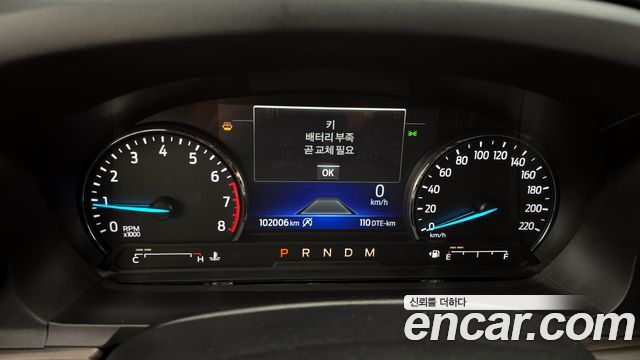 키
배터리 부족
곧 교체 필요
OK
0
km/h
102006 km
110 DTE-km
0 1 2 3 4 5 6 7 8
RPM
x1000
0 20 40 60 80 100 120 140 160 180 200 220
km/h
C H
E F
P R N D M
신뢰를 더하다
encar.com